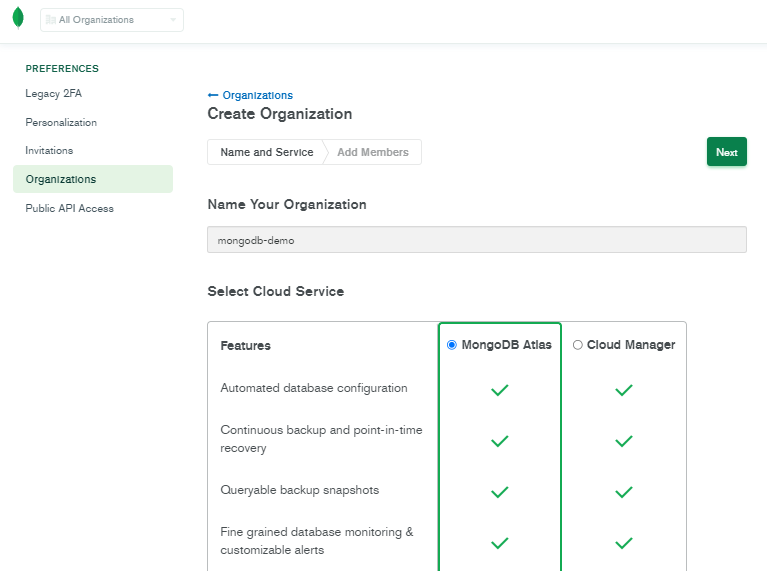 All Organizations
PREFERENCES
Legacy 2FA
Personalization
Invitations
Organizations
Public API Access
← Organizations
Create Organization
Name and Service
Add Members
Next
Name Your Organization
mongodb-demo
Select Cloud Service
Features
MongoDB Atlas
Cloud Manager
Automated database configuration
Continuous backup and point-in-time
recovery
Queryable backup snapshots
Fine grained database monitoring &
customizable alerts